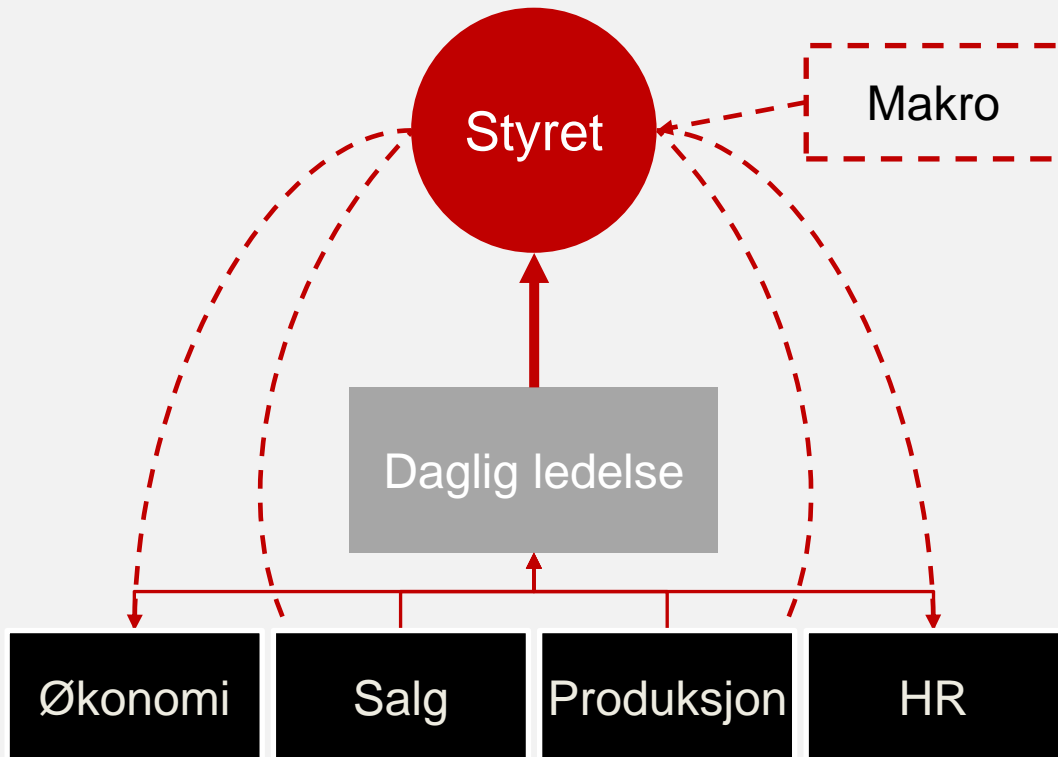 Styret
Makro
Daglig ledelse
Økonomi
Salg
Produksjon
HR